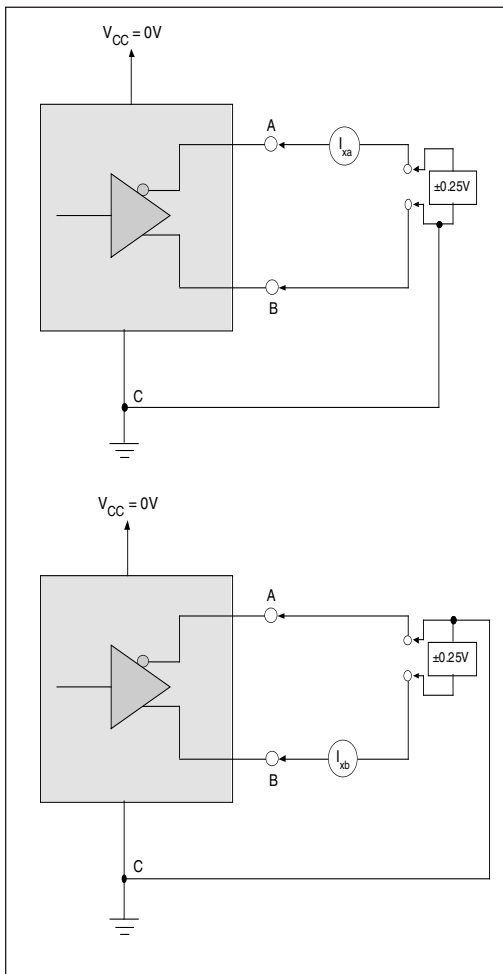 V_CC = 0V
A
I_xa
±0.25V
B
C
V_CC = 0V
A
±0.25V
I_xb
B
C